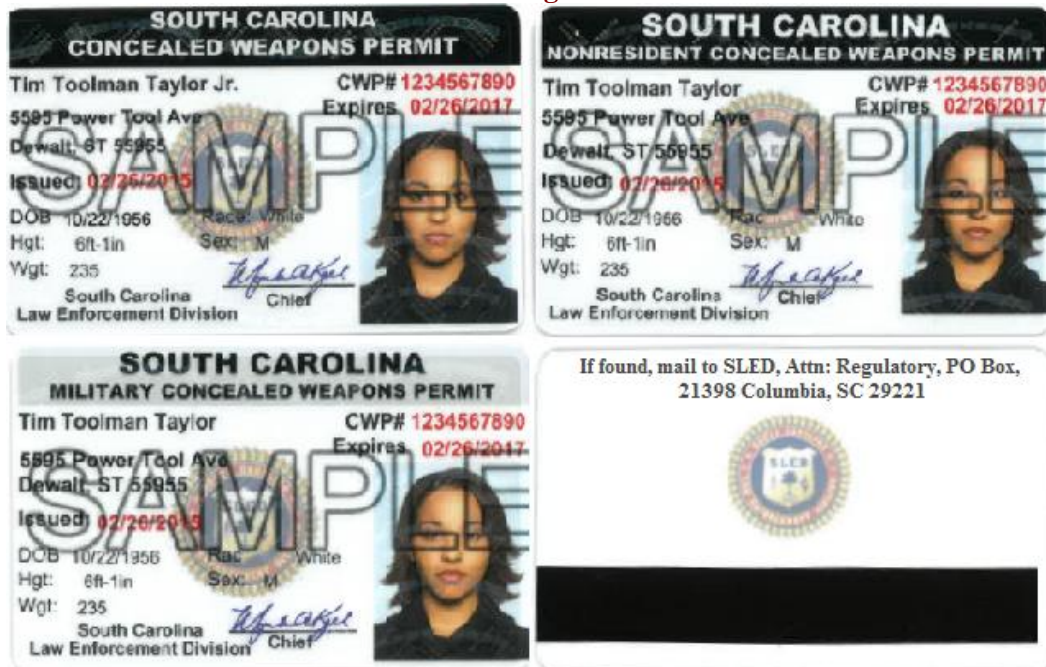 SOUTH CAROLINA
CONCEALED WEAPONS PERMIT
Tim Toolman Taylor Jr.
CWP# 1234567890
Expires 02/26/2017
5595 Power Tool Ave
Dewalt, ST 55955
Issued: 02/26/2015
SAMPLE
DOB 10/22/1956 Race: White
Hgt: 6ft-1in Sex: M
Wgt: 235
South Carolina
Law Enforcement Division
Chief
SOUTH CAROLINA
NONRESIDENT CONCEALED WEAPONS PERMIT
Tim Toolman Taylor
CWP# 1234567890
Expires 02/26/2017
5595 Power Tool Ave
Dewalt, ST 55955
Issued: 02/26/2015
SAMPLE
DOB 10/22/1956 Rac White
Hgt: 6ft-1in Sex: M
Wgt: 235
South Carolina
Law Enforcement Division
Chief
SOUTH CAROLINA
MILITARY CONCEALED WEAPONS PERMIT
Tim Toolman Taylor
CWP# 1234567890
Expires 02/26/2017
5595 Power Tool Ave
Dewalt, ST 55955
Issued: 02/26/2015
SAMPLE
DOB 10/22/1956 Rac White
Hgt: 6ft-1in Sex: M
Wgt: 235
South Carolina
Law Enforcement Division
Chief
If found, mail to SLED, Attn: Regulatory, PO Box,
21398 Columbia, SC 29221
SLED